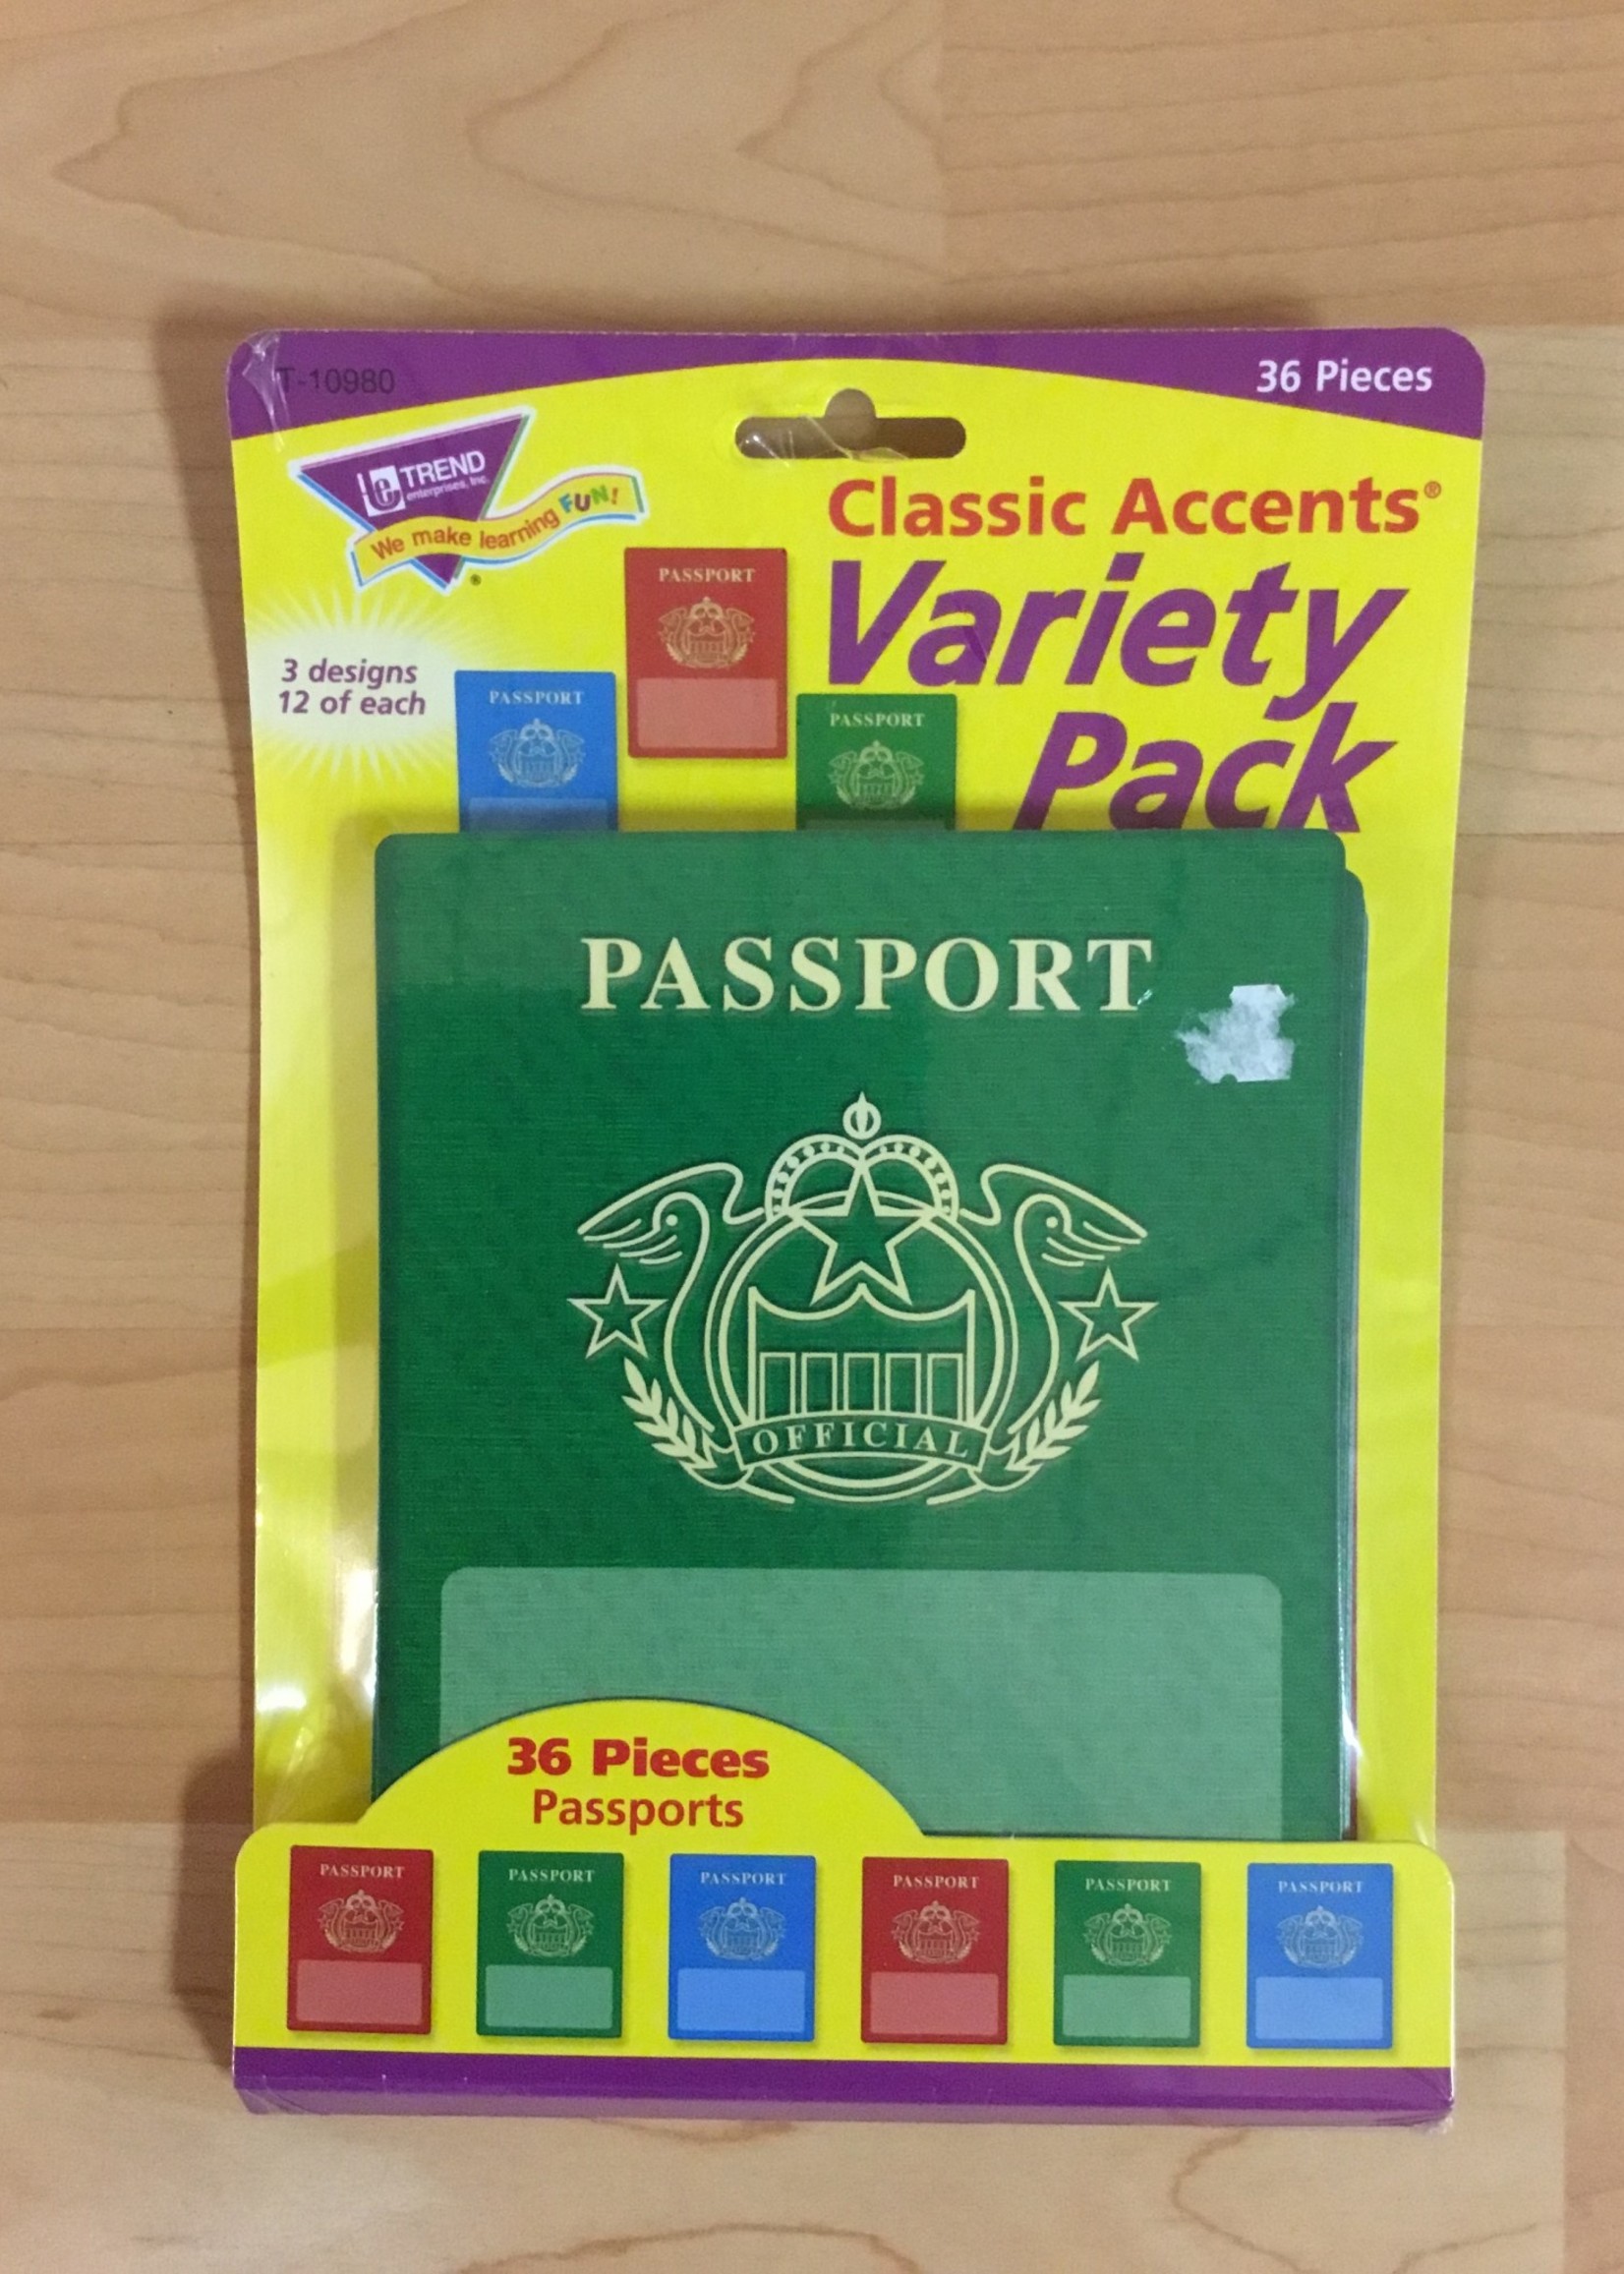 T-10980
36 Pieces
TREND
enterprises, Inc.
We make learning FUN!
®
Classic Accents®
Variety
Pack
3 designs
12 of each
PASSPORT
PASSPORT
PASSPORT
PASSPORT
OFFICIAL
36 Pieces
Passports
PASSPORT
PASSPORT
PASSPORT
PASSPORT
PASSPORT
PASSPORT